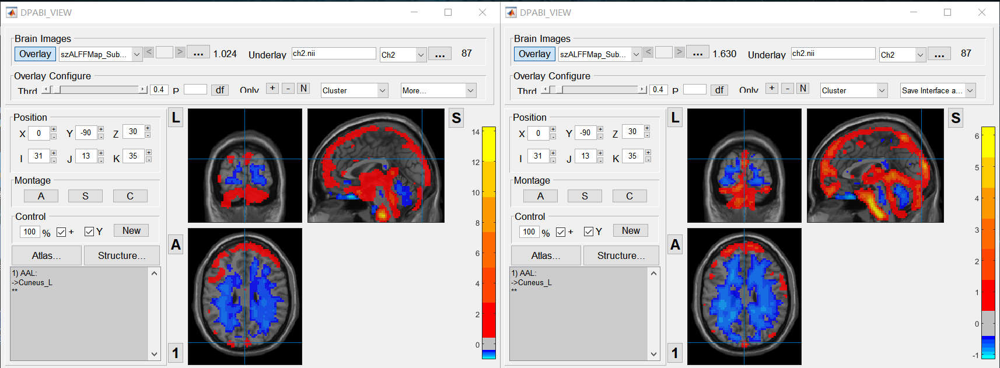 DPABI_VIEW
Brain Images
Overlay szALFFMap_Sub... < > ... 1.024 Underlay ch2.nii Ch2 ... 87
Overlay Configure
Thrd 0.4 P df Only + - N Cluster More...
Position
X 0 + - Y -90 + - Z 30 + -
I 31 + - J 13 + - K 35 + -
Montage
A S C
Control
100 % + Y New
Atlas... Structure...
1) AAL:
->Cuneus_L
**
L
S
A
1
14
12
10
8
6
4
2
0
DPABI_VIEW
Brain Images
Overlay szALFFMap_Sub... < > ... 1.630 Underlay ch2.nii Ch2 ... 87
Overlay Configure
Thrd 0.4 P df Only + - N Cluster Save Interface a...
Position
X 0 + - Y -90 + - Z 30 + -
I 31 + - J 13 + - K 35 + -
Montage
A S C
Control
100 % + Y New
Atlas... Structure...
1) AAL:
->Cuneus_L
**
L
S
A
1
6
5
4
3
2
1
0
-1